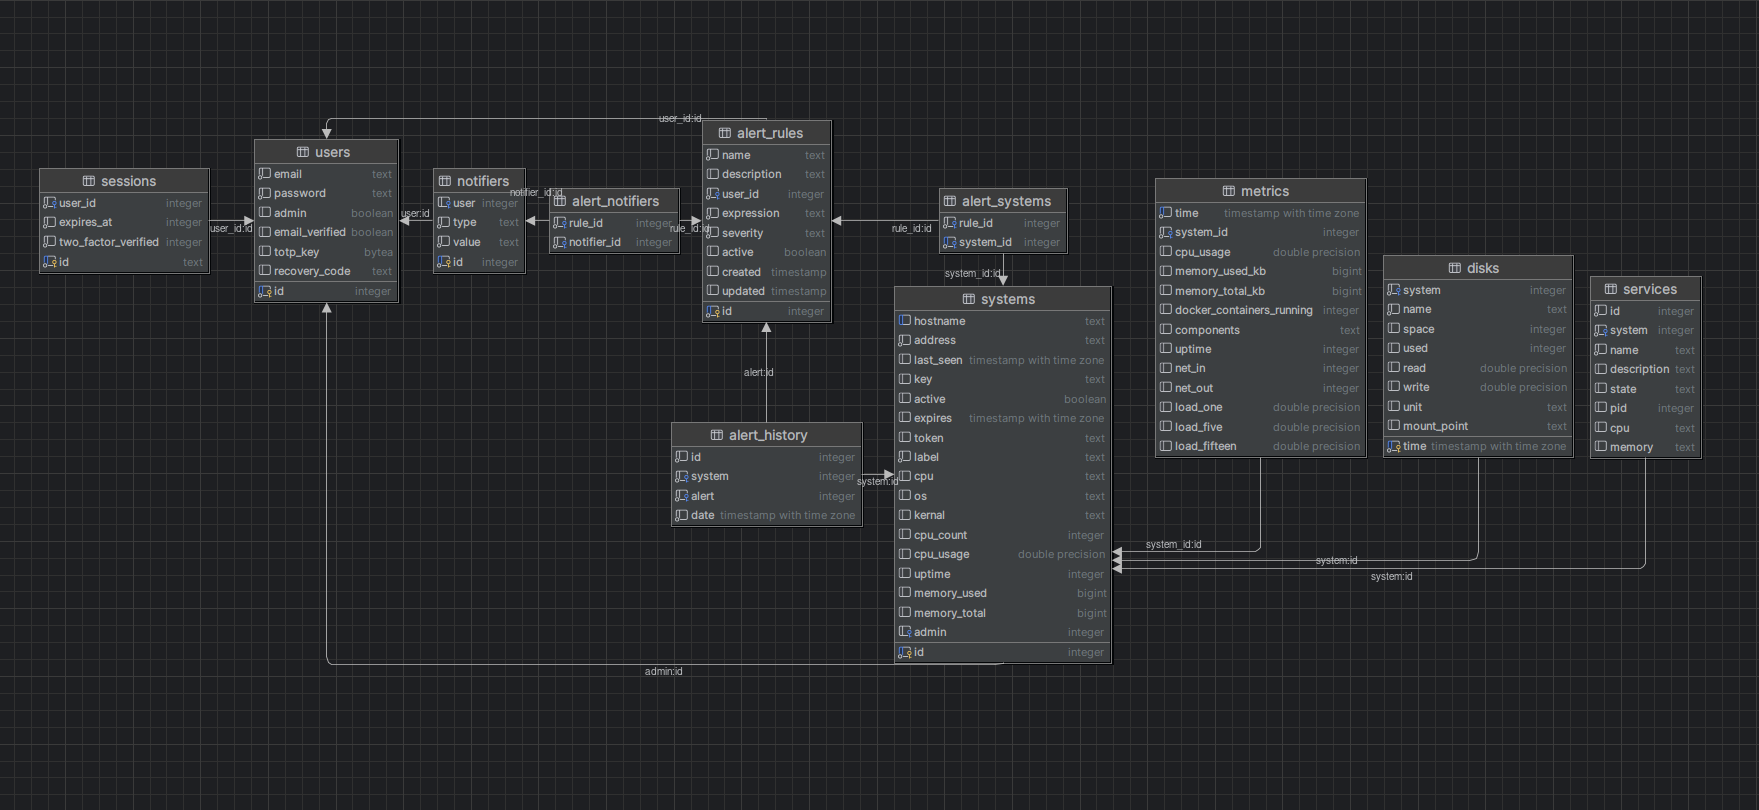 sessions
user_id integer
expires_at integer
two_factor_verified integer
id text
user_id:id
users
email text
password text
admin boolean
email_verified boolean
totp_key bytea
recovery_code text
id integer
user:id
notifiers
user integer
type text
value text
id integer
notifier_id:id
alert_notifiers
rule_id integer
notifier_id integer
rule_id:id
user_id:id
alert_rules
name text
description text
user_id integer
expression text
severity text
active boolean
created timestamp
updated timestamp
id integer
alert:id
alert_history
id integer
system integer
alert integer
date timestamp with time zone
system:id
rule_id:id
alert_systems
rule_id integer
system_id integer
system_id:id
systems
hostname text
address text
last_seen timestamp with time zone
key text
active boolean
expires timestamp with time zone
token text
label text
cpu text
os text
kernal text
cpu_count integer
cpu_usage double precision
uptime integer
memory_used bigint
memory_total bigint
admin integer
id integer
admin:id
metrics
time timestamp with time zone
system_id integer
cpu_usage double precision
memory_used_kb bigint
memory_total_kb bigint
docker_containers_running integer
components text
uptime integer
net_in integer
net_out integer
load_one double precision
load_five double precision
load_fifteen double precision
system_id:id
disks
system integer
name text
space integer
used integer
read double precision
write double precision
unit text
mount_point text
time timestamp with time zone
system:id
services
id integer
system integer
name text
description text
state text
pid integer
cpu text
memory text
system:id